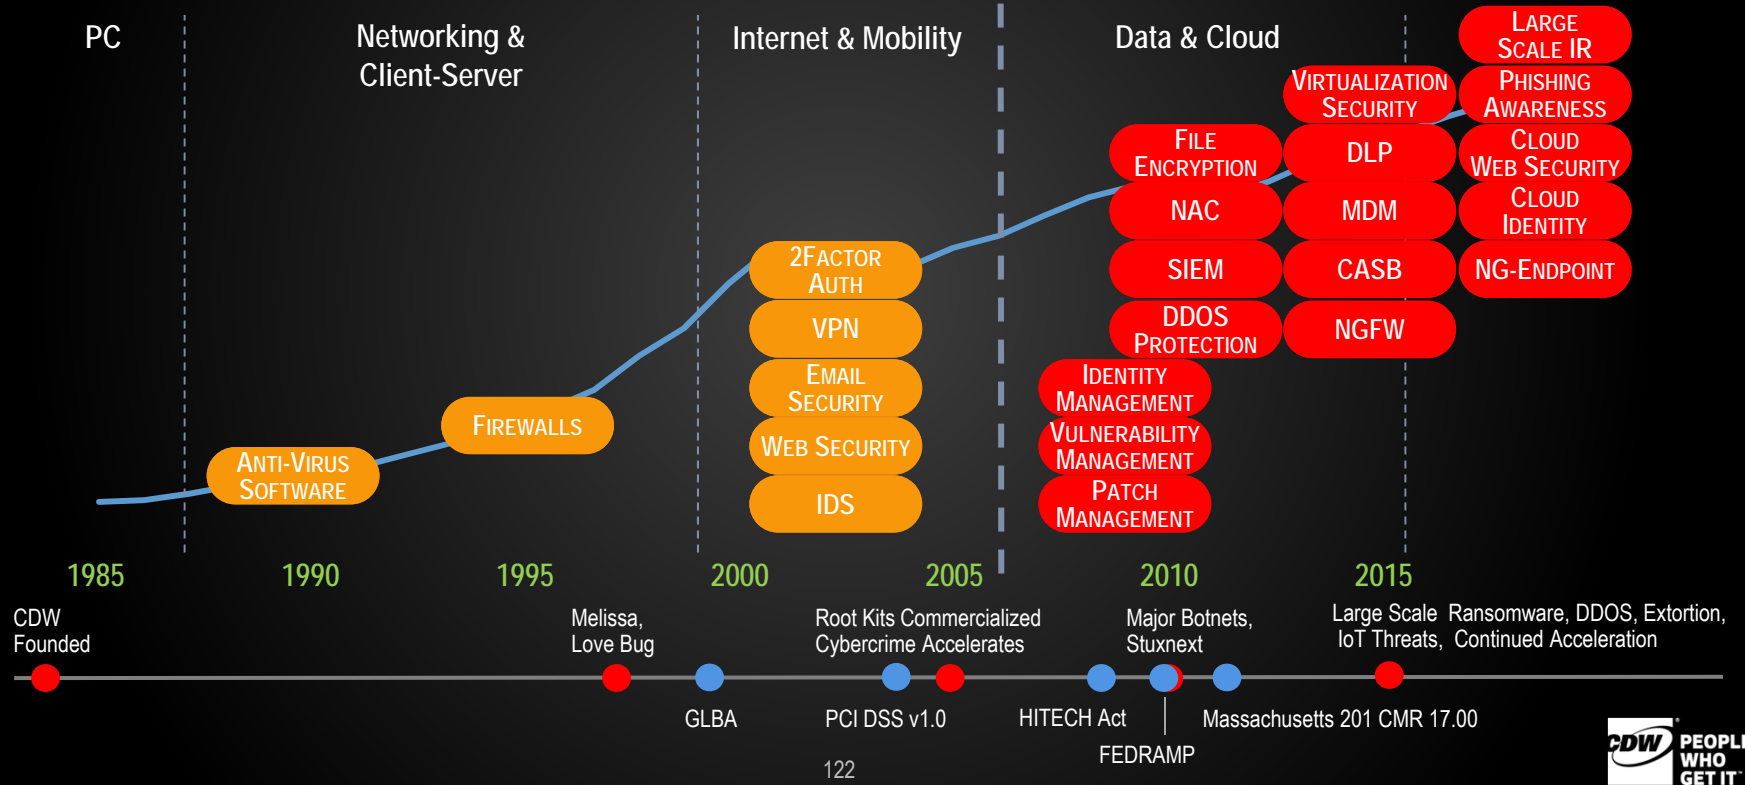 PC
Networking &
Client-Server
Internet & Mobility
Data & Cloud
LARGE
SCALE IR
VIRTUALIZATION
SECURITY
PHISHING
AWARENESS
FILE
ENCRYPTION
DLP
CLOUD
WEB SECURITY
NAC
MDM
CLOUD
IDENTITY
2FACTOR
AUTH
SIEM
CASB
NG-ENDPOINT
VPN
DDOS
PROTECTION
NGFW
EMAIL
SECURITY
IDENTITY
MANAGEMENT
FIREWALLS
WEB SECURITY
VULNERABILITY
MANAGEMENT
ANTI-VIRUS
SOFTWARE
IDS
PATCH
MANAGEMENT
1985
1990
1995
2000
2005
2010
2015
CDW
Founded
Melissa,
Love Bug
Root Kits Commercialized
Cybercrime Accelerates
Major Botnets,
Stuxnext
Large Scale Ransomware, DDOS, Extortion,
IoT Threats, Continued Acceleration
GLBA
PCI DSS v1.0
HITECH Act
Massachusetts 201 CMR 17.00
FEDRAMP
122
CDW
PEOPLE
WHO
GET IT